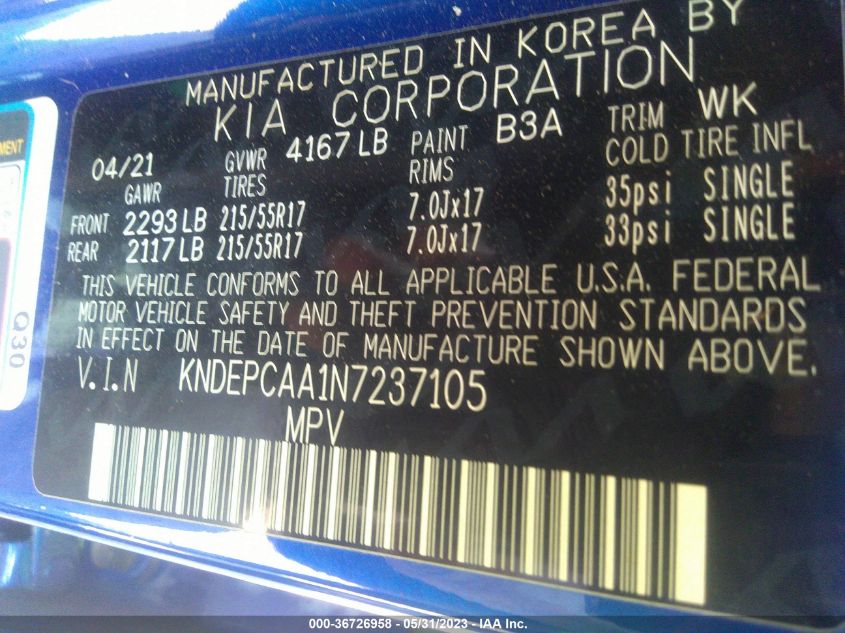 MANUFACTURED IN KOREA BY
KIA CORPORATION
04/21 GVWR 4167 LB PAINT B3A TRIM WK
GAWR TIRES RIMS COLD TIRE INFL
FRONT 2293 LB 215/55R17 7.0Jx17 35psi SINGLE
REAR 2117 LB 215/55R17 7.0Jx17 33psi SINGLE
THIS VEHICLE CONFORMS TO ALL APPLICABLE U.S.A. FEDERAL
MOTOR VEHICLE SAFETY AND THEFT PREVENTION STANDARDS
IN EFFECT ON THE DATE OF MANUFACTURE SHOWN ABOVE.
V.I.N KNDEPCAA1N7237105
MPV
Q30
000-36726958 - 05/31/2023 - IAA Inc.